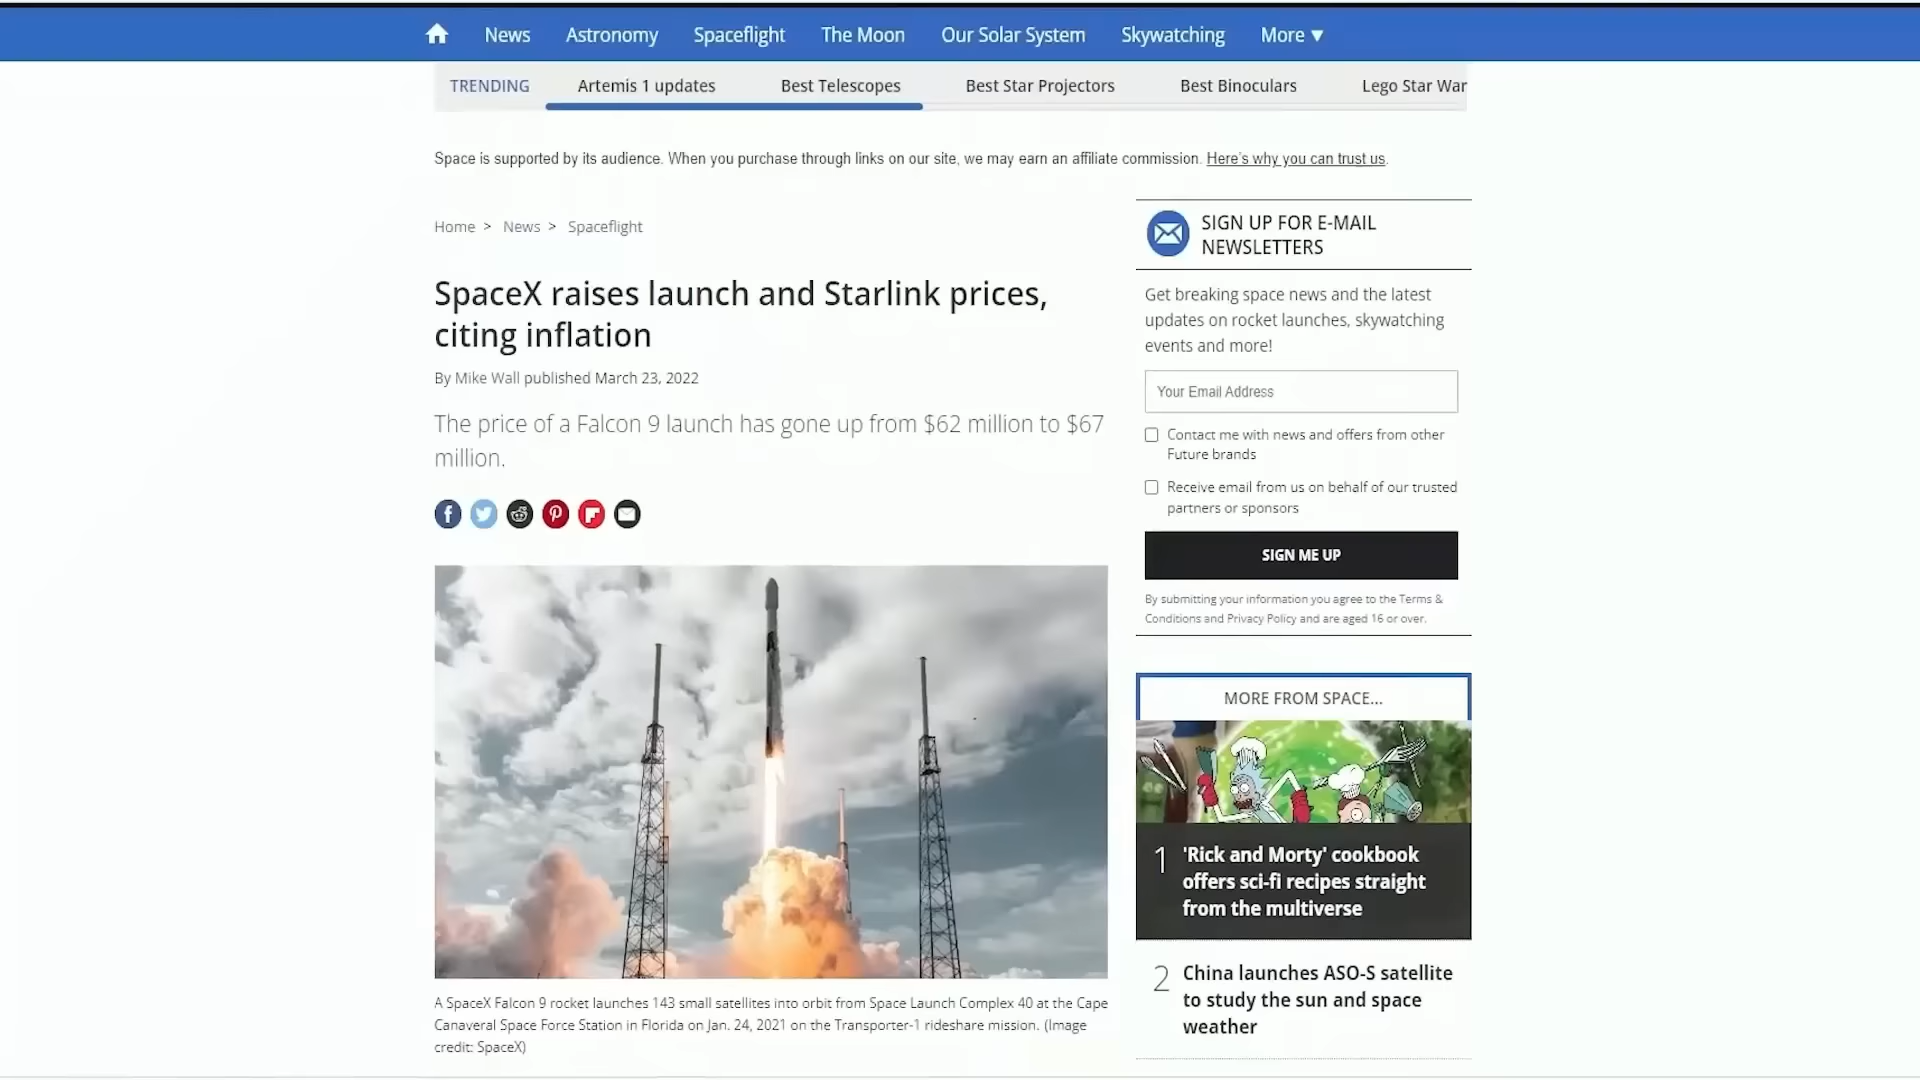 News Astronomy Spaceflight The Moon Our Solar System Skywatching More ▼
TRENDING Artemis 1 updates Best Telescopes Best Star Projectors Best Binoculars Lego Star War
Space is supported by its audience. When you purchase through links on our site, we may earn an affiliate commission. Here's why you can trust us.
Home > News > Spaceflight
SpaceX raises launch and Starlink prices,
citing inflation
By Mike Wall published March 23, 2022
The price of a Falcon 9 launch has gone up from $62 million to $67
million.
A SpaceX Falcon 9 rocket launches 143 small satellites into orbit from Space Launch Complex 40 at the Cape
Canaveral Space Force Station in Florida on Jan. 24, 2021 on the Transporter-1 rideshare mission. (Image
credit: SpaceX)
SIGN UP FOR E-MAIL
NEWSLETTERS
Get breaking space news and the latest
updates on rocket launches, skywatching
events and more!
Your Email Address
Contact me with news and offers from other
Future brands
Receive email from us on behalf of our trusted
partners or sponsors
SIGN ME UP
By submitting your information you agree to the Terms &
Conditions and Privacy Policy and are aged 16 or over.
MORE FROM SPACE...
1 'Rick and Morty' cookbook
offers sci-fi recipes straight
from the multiverse
2 China launches ASO-S satellite
to study the sun and space
weather